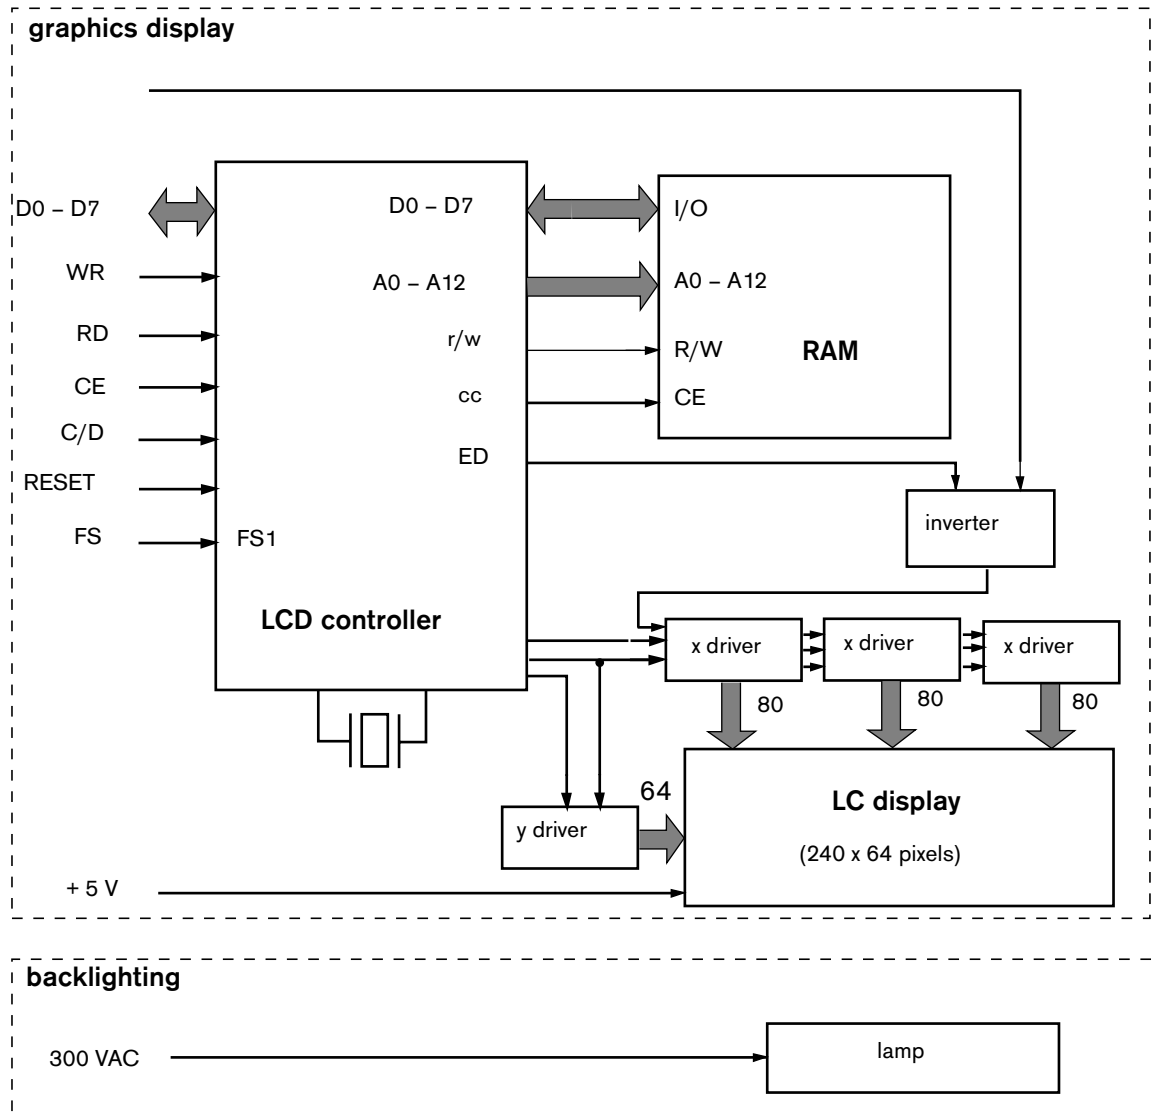 graphics display
D0 – D7
D0 – D7
I/O
WR
A0 – A12
A0 – A12
RD
r/w
R/W
RAM
CE
cc
CE
C/D
ED
RESET
FS
FS1
inverter
LCD controller
x driver
x driver
x driver
80
80
80
64
LC display
y driver
(240 x 64 pixels)
+ 5 V
backlighting
300 VAC
lamp